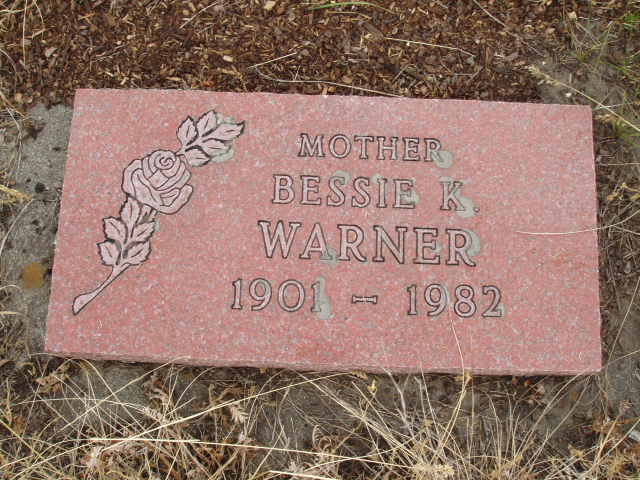 MOTHER
BESSIE K.
WARNER
1901 - 1982